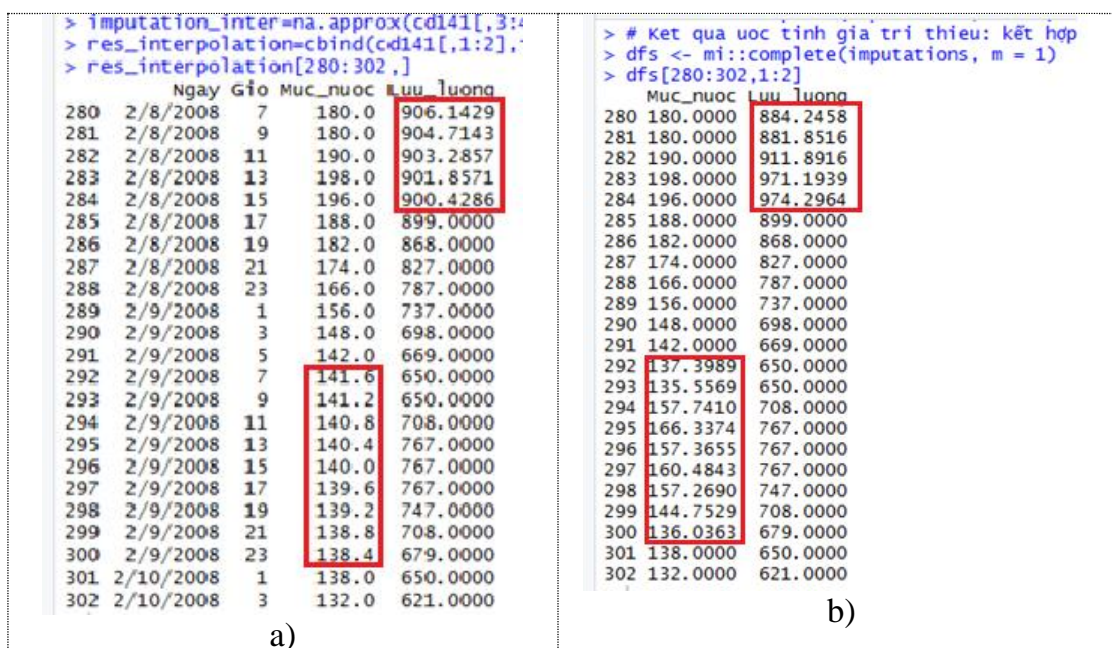 > imputation_inter=na.approx(cd141[,3:
> res_interpolation=cbind(cd141[,1:2],
> res_interpolation[280:302,]
Ngay Gio Muc_nuoc Luu_luong
280 2/8/2008 7 180.0 906.1429
281 2/8/2008 9 180.0 904.7143
282 2/8/2008 11 190.0 903.2857
283 2/8/2008 13 198.0 901.8571
284 2/8/2008 15 196.0 900.4286
285 2/8/2008 17 188.0 899.0000
286 2/8/2008 19 182.0 868.0000
287 2/8/2008 21 174.0 827.0000
288 2/8/2008 23 166.0 787.0000
289 2/9/2008 1 156.0 737.0000
290 2/9/2008 3 148.0 698.0000
291 2/9/2008 5 142.0 669.0000
292 2/9/2008 7 141.6 650.0000
293 2/9/2008 9 141.2 650.0000
294 2/9/2008 11 140.8 708.0000
295 2/9/2008 13 140.4 767.0000
296 2/9/2008 15 140.0 767.0000
297 2/9/2008 17 139.6 767.0000
298 2/9/2008 19 139.2 747.0000
299 2/9/2008 21 138.8 708.0000
300 2/9/2008 23 138.4 679.0000
301 2/10/2008 1 138.0 650.0000
302 2/10/2008 3 132.0 621.0000
a)
> # Ket qua uoc tinh gia tri thieu: kết hợp
> dfs <- mi::complete(imputations, m = 1)
> dfs[280:302,1:2]
Muc_nuoc Luu_luong
280 180.0000 884.2458
281 180.0000 881.8516
282 190.0000 911.8916
283 198.0000 971.1939
284 196.0000 974.2964
285 188.0000 899.0000
286 182.0000 868.0000
287 174.0000 827.0000
288 166.0000 787.0000
289 156.0000 737.0000
290 148.0000 698.0000
291 142.0000 669.0000
292 137.3989 650.0000
293 135.5569 650.0000
294 157.7410 708.0000
295 166.3374 767.0000
296 157.3655 767.0000
297 160.4843 767.0000
298 157.2690 747.0000
299 144.7529 708.0000
300 136.0363 679.0000
301 138.0000 650.0000
302 132.0000 621.0000
b)